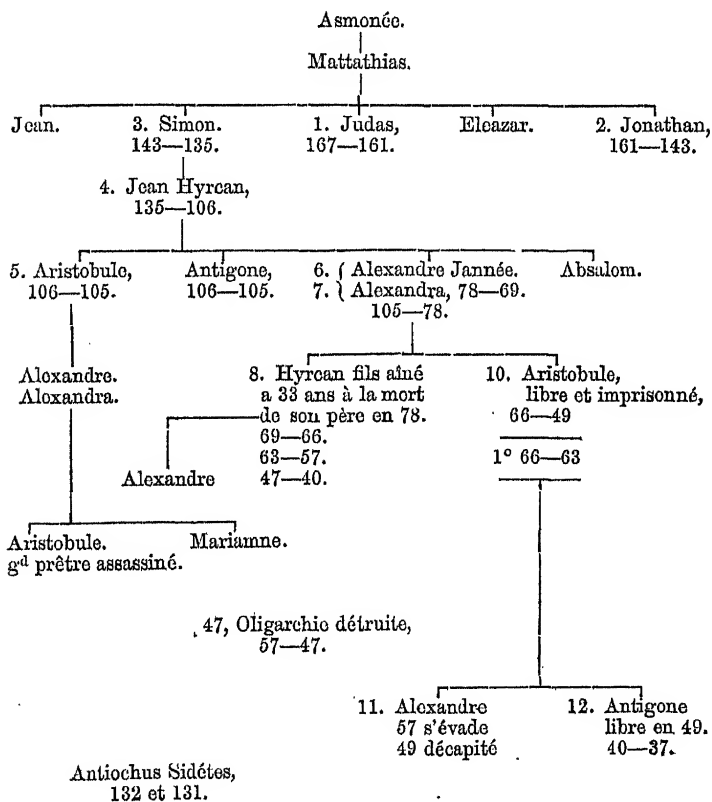 Asmonée.
Mattathias.
Jean.
3. Simon.
143—135.
1. Judas,
167—161.
Eleazar.
2. Jonathan,
161—143.
4. Jean Hyrcan,
135—106.
5. Aristobule,
106—105.
Antigone,
106—105.
6. { Alexandre Jannée.
7. } Alexandra, 78—69.
105—78.
Absalom.
Alexandre.
Alexandra.
8. Hyrcan fils aîné
a 33 ans à la mort
de son père en 78.
69—66.
63—57.
47—40.
Alexandre
10. Aristobule,
libre et imprisonné,
66—49
1° 66—63
Aristobule.
gd prêtre assassiné.
Mariamne.
47, Oligarchie détruite,
57—47.
11. Alexandre
57 s'évade
49 décapité
12. Antigone
libre en 49.
40—37.
Antiochus Sidétes,
132 et 131.